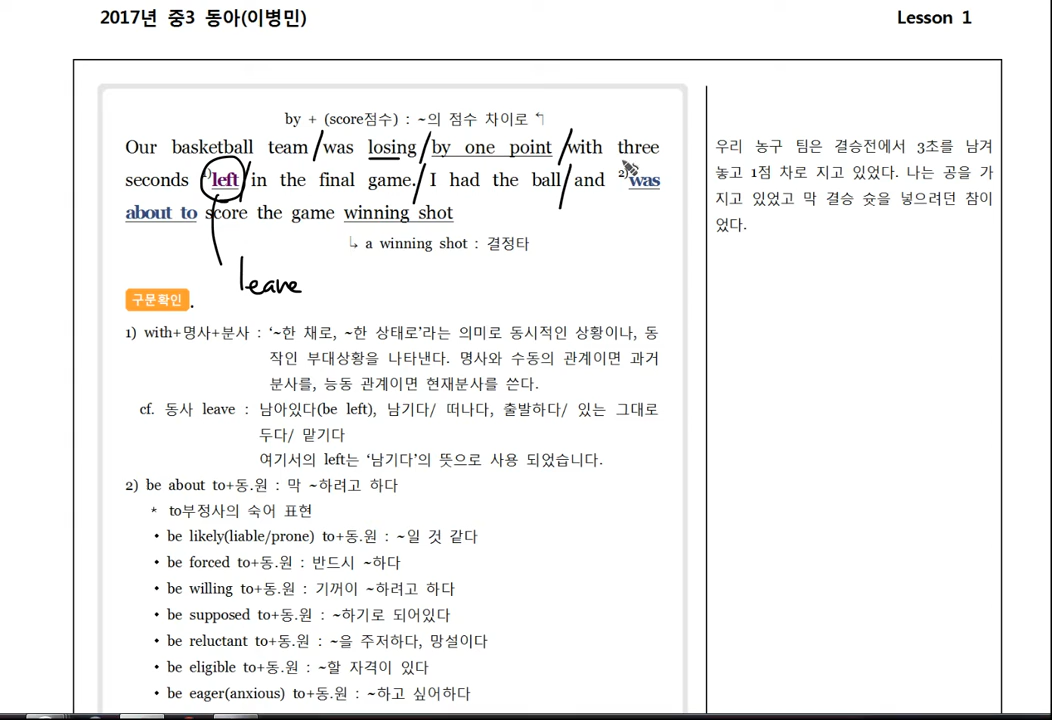 2017년 중3 동아(이병민) Lesson 1
by + (score점수) : ~의 점수 차이로 ↰
Our basketball team was losing by one point with three
seconds 1)left in the final game. I had the ball and 2)was
about to score the game winning shot
↳ a winning shot : 결정타
leave
구문확인.
1) with+명사+분사 : ‘~한 채로, ~한 상태로’라는 의미로 동시적인 상황이나, 동
작인 부대상황을 나타낸다. 명사와 수동의 관계이면 과거
분사를, 능동 관계이면 현재분사를 쓴다.
cf. 동사 leave : 남아있다(be left), 남기다/ 떠나다, 출발하다/ 있는 그대로
두다/ 맡기다
여기서의 left는 ‘남기다’의 뜻으로 사용 되었습니다.
2) be about to+동.원 : 막 ~하려고 하다
* to부정사의 숙어 표현
• be likely(liable/prone) to+동.원 : ~일 것 같다
• be forced to+동.원 : 반드시 ~하다
• be willing to+동.원 : 기꺼이 ~하려고 하다
• be supposed to+동.원 : ~하기로 되어있다
• be reluctant to+동.원 : ~을 주저하다, 망설이다
• be eligible to+동.원 : ~할 자격이 있다
• be eager(anxious) to+동.원 : ~하고 싶어하다
우리 농구 팀은 결승전에서 3초를 남겨
놓고 1점 차로 지고 있었다. 나는 공을 가
지고 있었고 막 결승 슛을 넣으려던 참이
었다.